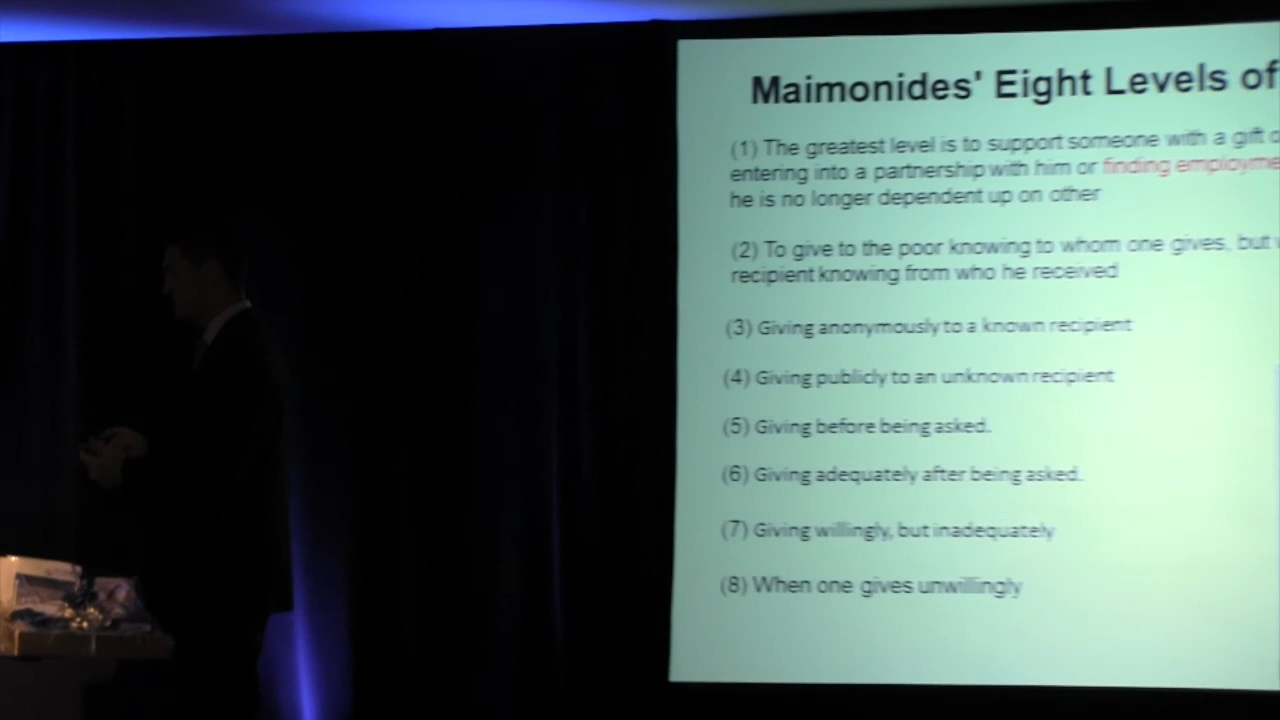 Maimonides' Eight Levels of
(1) The greatest level is to support someone with a gift
entering into a partnership with him or finding employme
he is no longer dependent up on other
(2) To give to the poor knowing to whom one gives, but
recipient knowing from who he received
(3) Giving anonymously to a known recipient
(4) Giving publicly to an unknown recipient
(5) Giving before being asked.
(6) Giving adequately after being asked.
(7) Giving willingly, but inadequately
(8) When one gives unwillingly